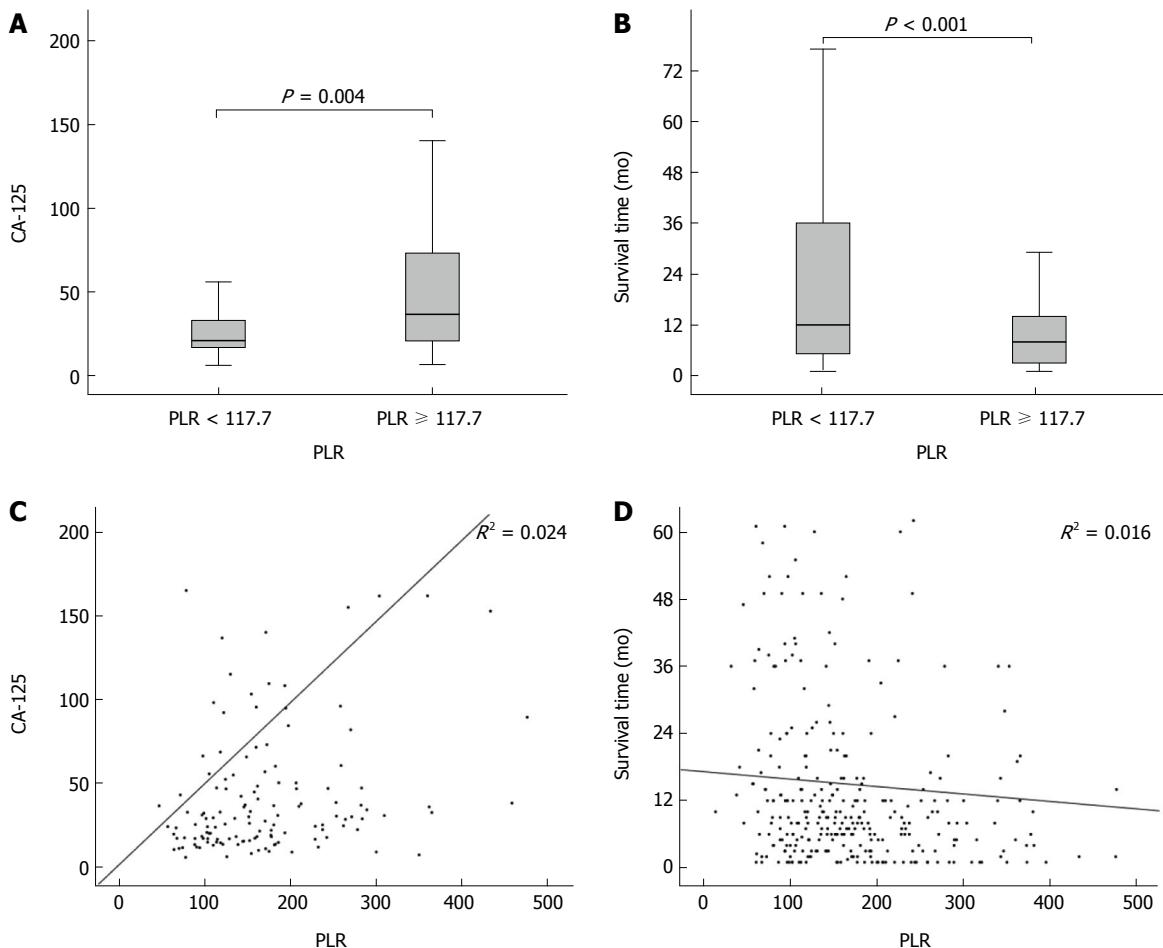 A
200
150
100
50
0
CA-125
P = 0.004
PLR < 117.7
PLR ≥ 117.7
PLR
B
72
60
48
36
24
12
0
Survival time (mo)
P < 0.001
PLR < 117.7
PLR ≥ 117.7
PLR
C
200
150
100
50
0
CA-125
R² = 0.024
0 100 200 300 400 500
PLR
D
60
48
36
24
12
0
Survival time (mo)
R² = 0.016
0 100 200 300 400 500
PLR